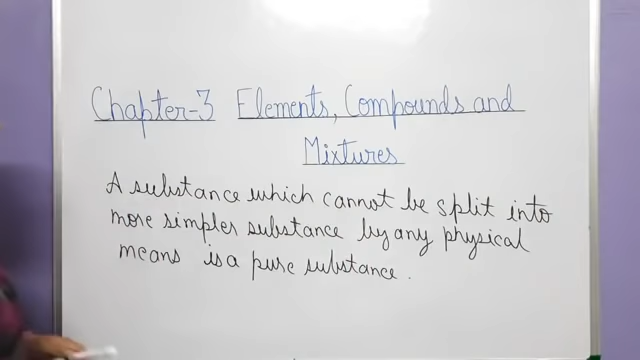 Chapter-3 Elements, Compounds and
Mixtures
A substance which cannot be split into
more simpler substance by any physical
means is a pure substance.